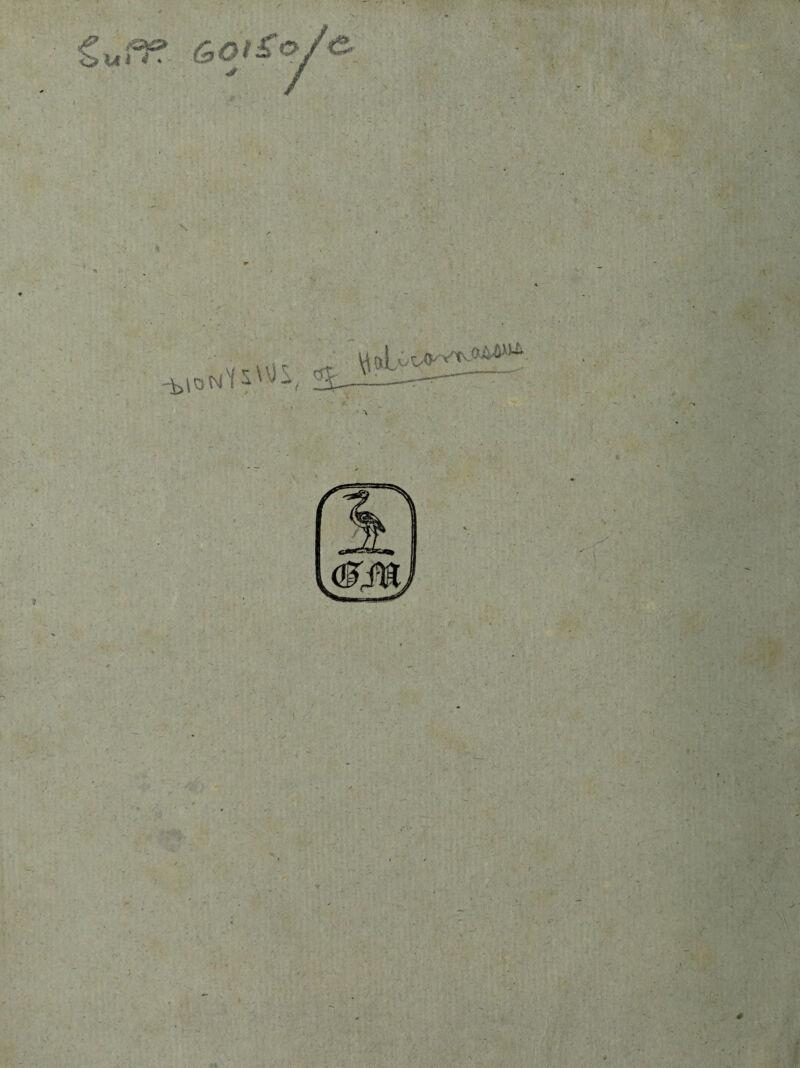 Supp. 60150/C
DIONYSIUS, of Halicarnassus
GM